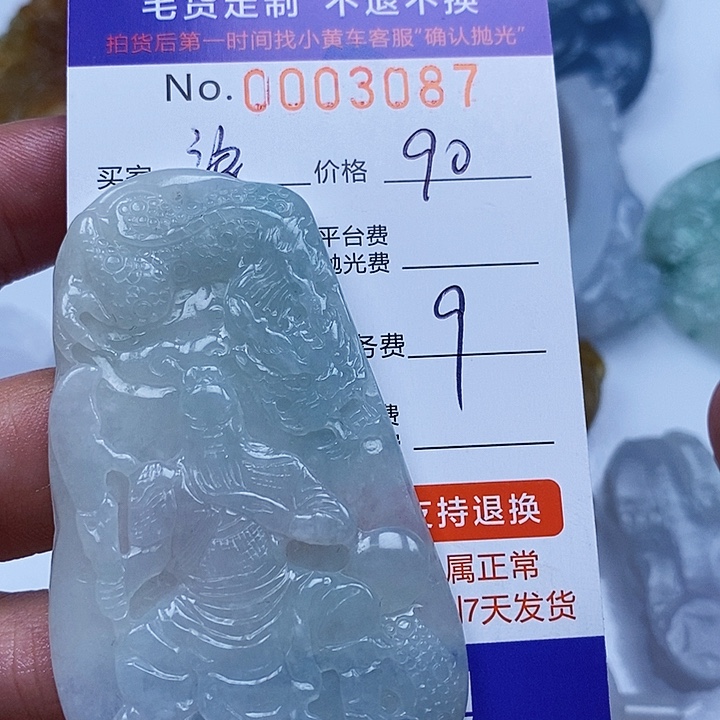 毛货定制 不退不换
拍货后第一时间找小黄车客服"确认抛光"
No. 0003087
买家
价格 90
平台费
抛光费
务费 9
费
支持退换
属正常
17天发货